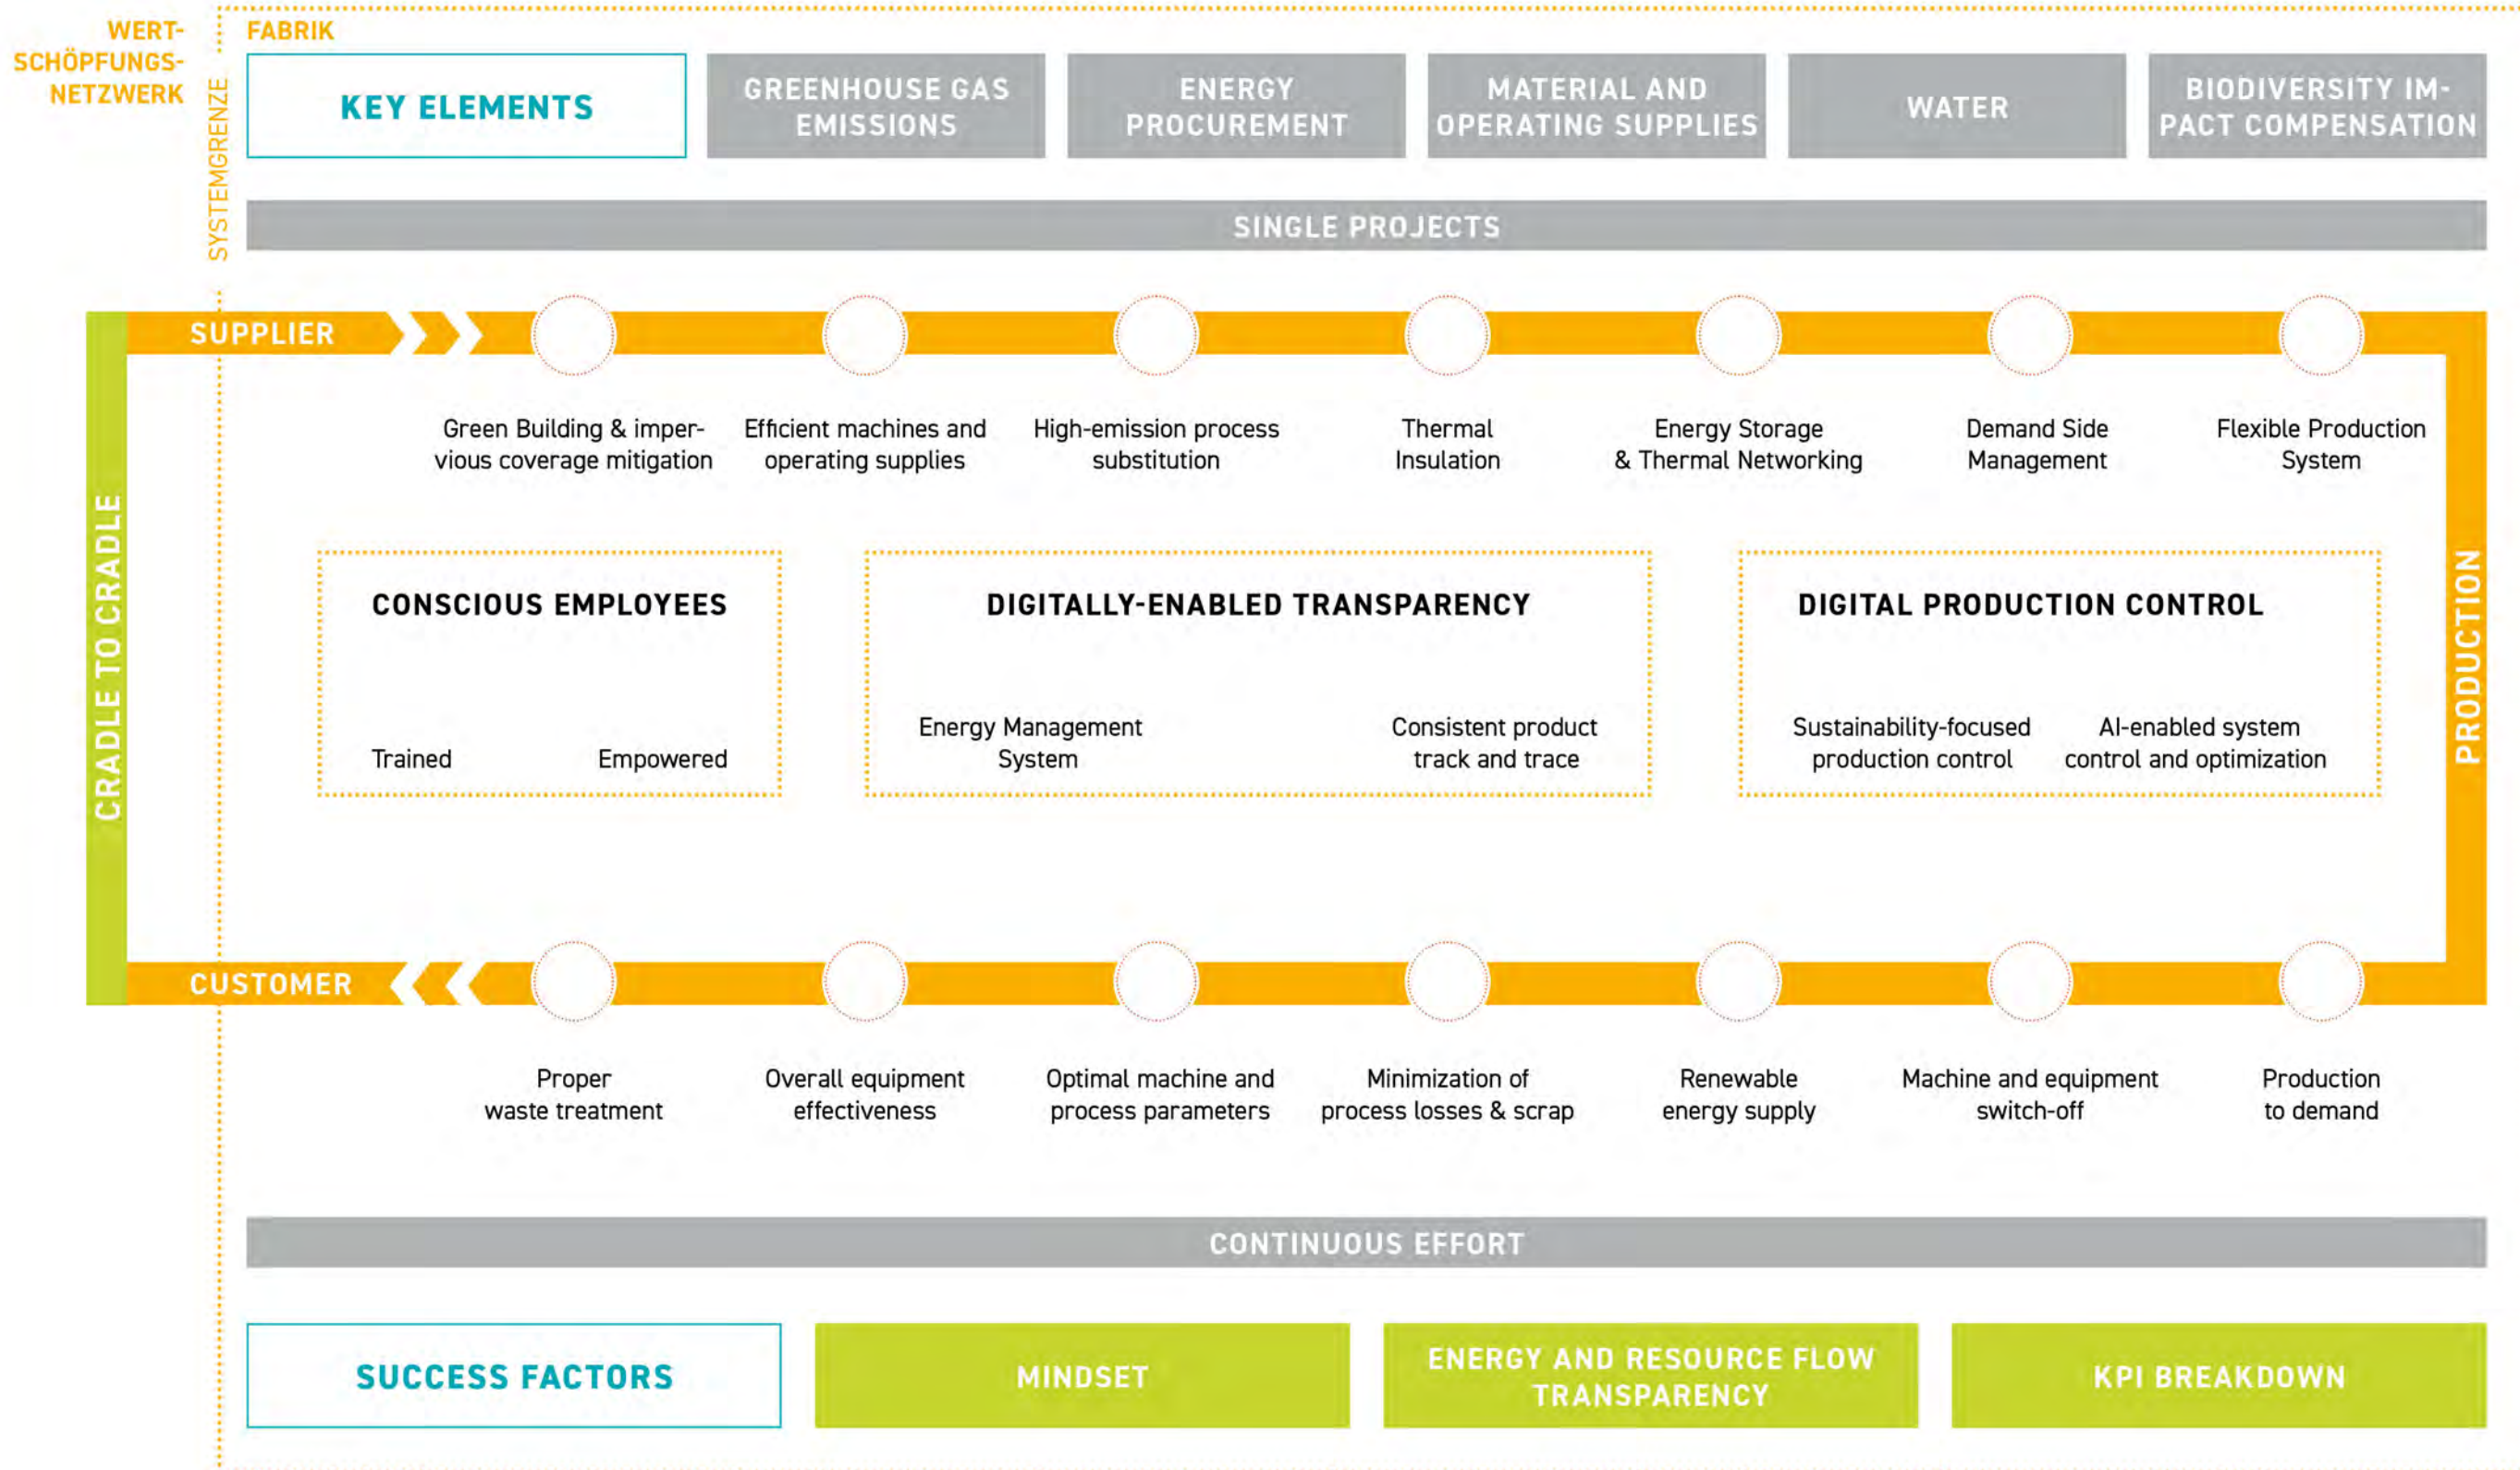 WERT-
SCHÖPFUNGS-
NETZWERK
SYSTEMGRENZE
FABRIK
KEY ELEMENTS
GREENHOUSE GAS
EMISSIONS
ENERGY
PROCUREMENT
MATERIAL AND
OPERATING SUPPLIES
WATER
BIODIVERSITY IM-
PACT COMPENSATION
SINGLE PROJECTS
SUPPLIER
Green Building & imper-
vious coverage mitigation
Efficient machines and
operating supplies
High-emission process
substitution
Thermal
Insulation
Energy Storage
& Thermal Networking
Demand Side
Management
Flexible Production
System
CRADLE TO CRADLE
CONSCIOUS EMPLOYEES
Trained
Empowered
DIGITALLY-ENABLED TRANSPARENCY
Energy Management
System
Consistent product
track and trace
DIGITAL PRODUCTION CONTROL
Sustainability-focused
production control
AI-enabled system
control and optimization
PRODUCTION
CUSTOMER
Proper
waste treatment
Overall equipment
effectiveness
Optimal machine and
process parameters
Minimization of
process losses & scrap
Renewable
energy supply
Machine and equipment
switch-off
Production
to demand
CONTINUOUS EFFORT
SUCCESS FACTORS
MINDSET
ENERGY AND RESOURCE FLOW
TRANSPARENCY
KPI BREAKDOWN